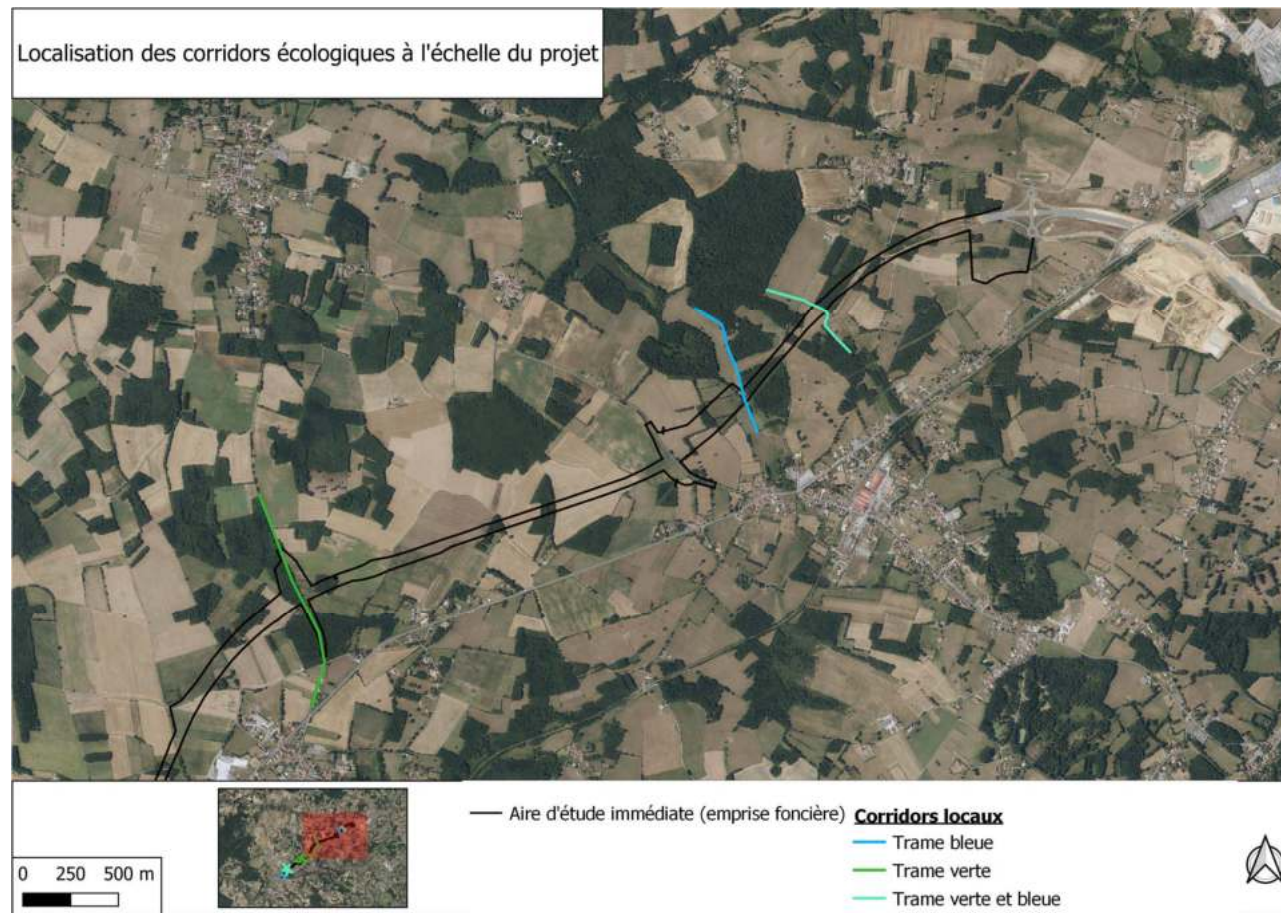 Localisation des corridors écologiques à l'échelle du projet
Aire d'étude immédiate (emprise foncière)
Corridors locaux
Trame bleue
Trame verte
Trame verte et bleue
0 250 500 m